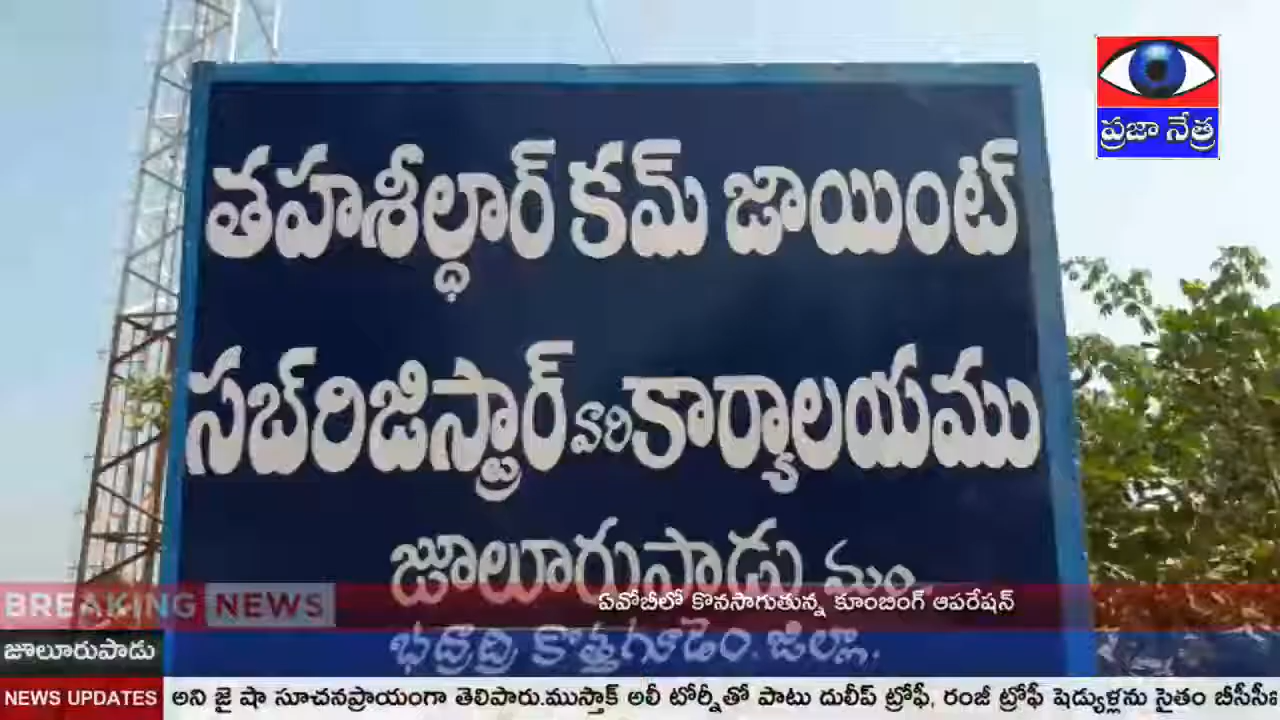 ప్రజా నేత్ర
తహశీల్ధార్ కమ్ జాయింట్
సబ్‌రిజిస్ట్రార్ వారి కార్యాలయము
జూలూరుపాడు మం.
భద్రాద్రి కొత్తగూడెం. జిల్లా.
BREAKING NEWS
ఏవోబీలో కొనసాగుతున్న కూంబింగ్ ఆపరేషన్
జూలూరుపాడు
NEWS UPDATES
అని జై షా సూచనప్రాయంగా తెలిపారు.ముస్తాక్ అలీ టోర్నీతో పాటు దులీప్ ట్రోఫీ, రంజీ ట్రోఫీ షెడ్యుళ్లను సైతం